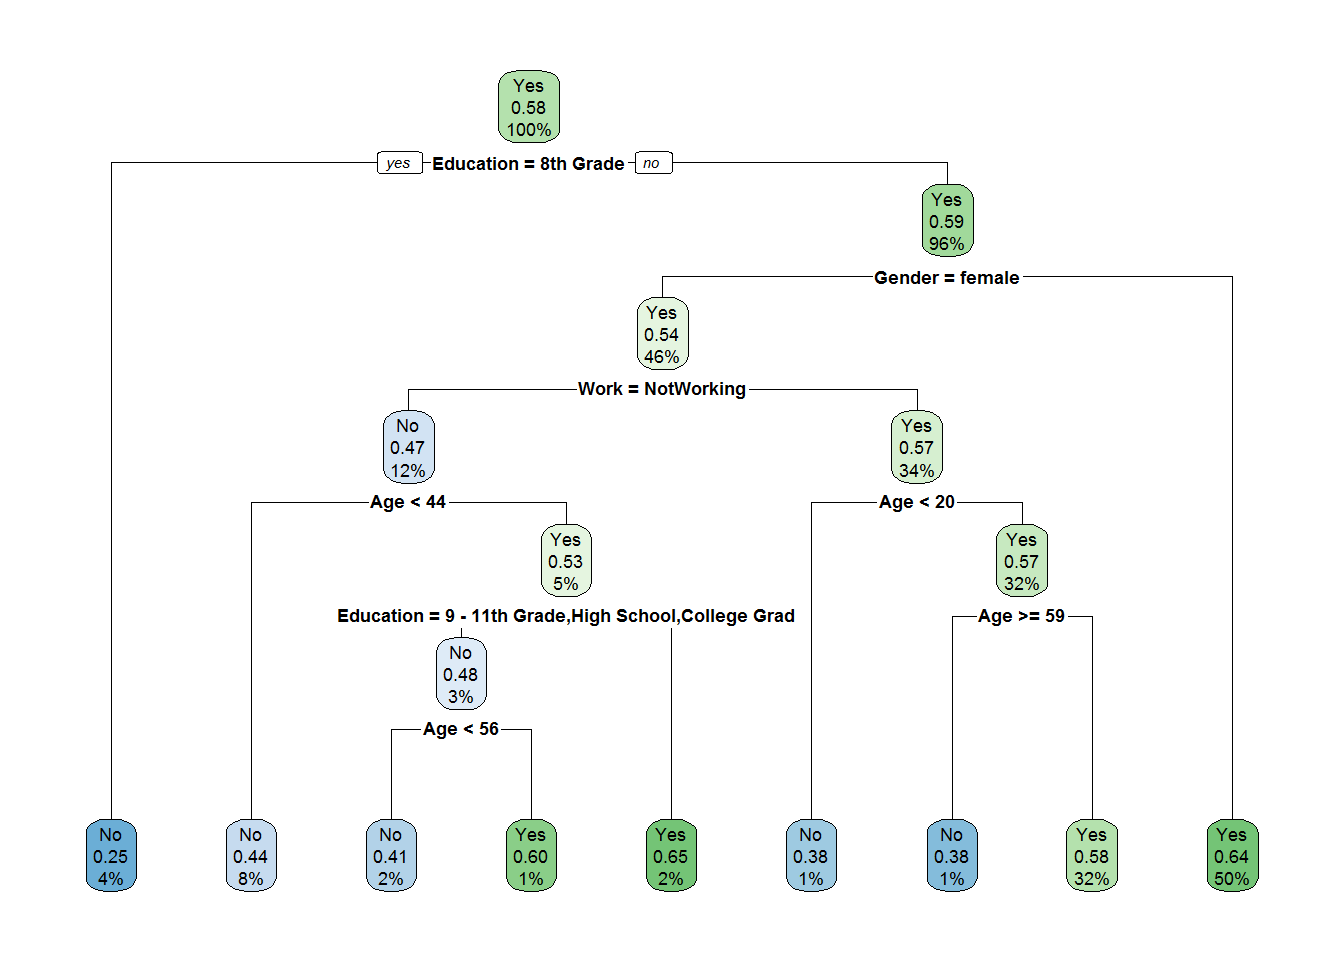 Yes
0.58
100%
yes
Education = 8th Grade
no
Yes
0.59
96%
Gender = female
Yes
0.54
46%
Work = NotWorking
No
0.47
12%
Yes
0.57
34%
Age < 44
Age < 20
Yes
0.53
5%
Yes
0.57
32%
Education = 9 - 11th Grade,High School,College Grad
Age >= 59
No
0.48
3%
Age < 56
No
0.25
4%
No
0.44
8%
No
0.41
2%
Yes
0.60
1%
Yes
0.65
2%
No
0.38
1%
No
0.38
1%
Yes
0.58
32%
Yes
0.64
50%